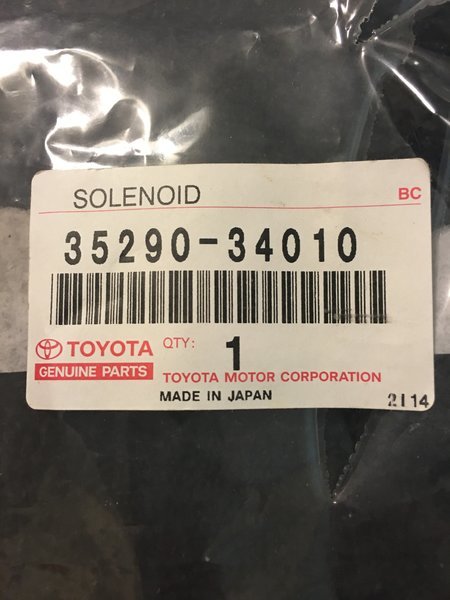 SOLENOID
BC
35290-34010
TOYOTA
GENUINE PARTS
QTY: 1
TOYOTA MOTOR CORPORATION
MADE IN JAPAN
2114